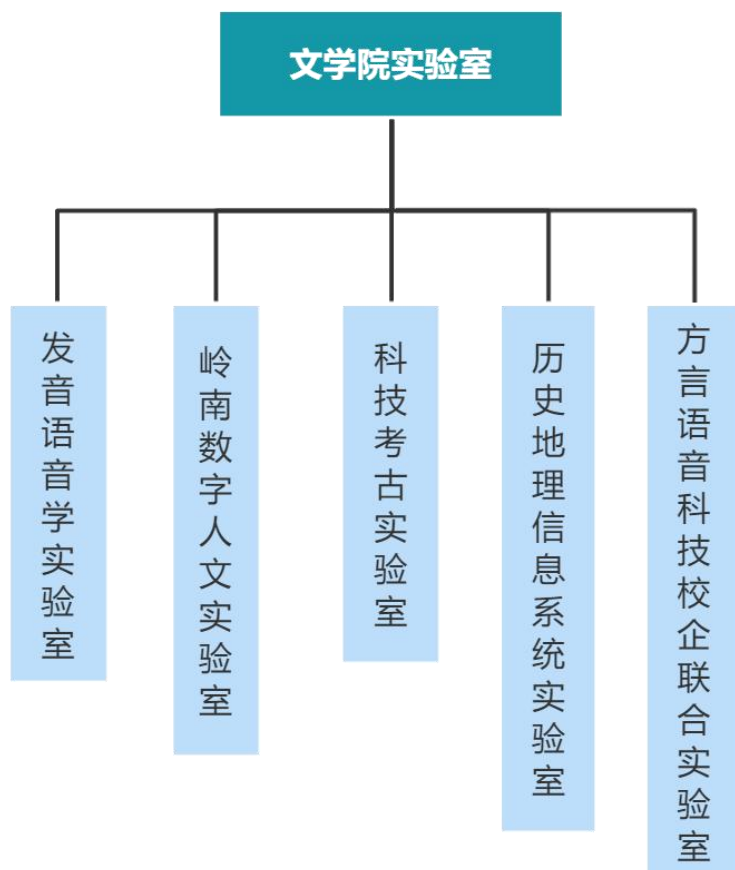 文学院实验室
发音语音学实验室
岭南数字人文实验室
科技考古实验室
历史地理信息系统实验室
方言语音科技校企联合实验室